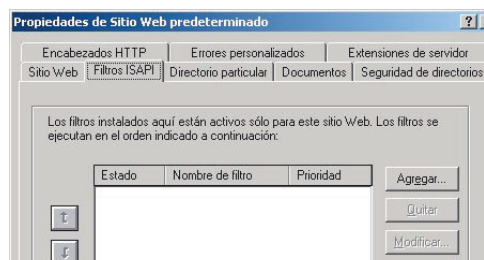 Propiedades de Sitio Web predeterminado
Encabezados HTTP Errores personalizados Extensiones de servidor
Sitio Web Filtros ISAPI Directorio particular Documentos Seguridad de directorios
Los filtros instalados aquí están activos sólo para este sitio Web. Los filtros se
ejecutan en el orden indicado a continuación:
Estado Nombre de filtro Prioridad
Agregar...
Quitar
Modificar...